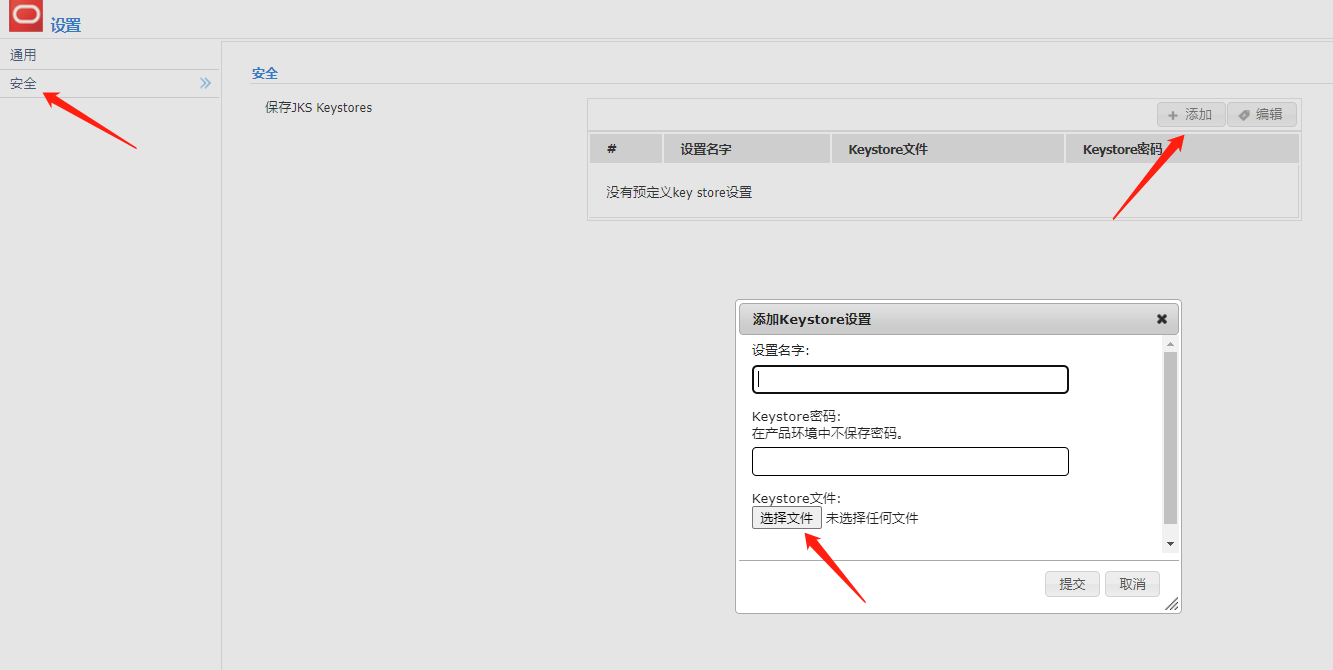 设置
通用
安全
安全
保存JKS Keystores
添加 编辑
# 设置名字 Keystore文件 Keystore密码
没有预定义key store设置
添加Keystore设置
设置名字:
Keystore密码:
在产品环境中不保存密码。
Keystore文件:
选择文件 未选择任何文件
提交 取消